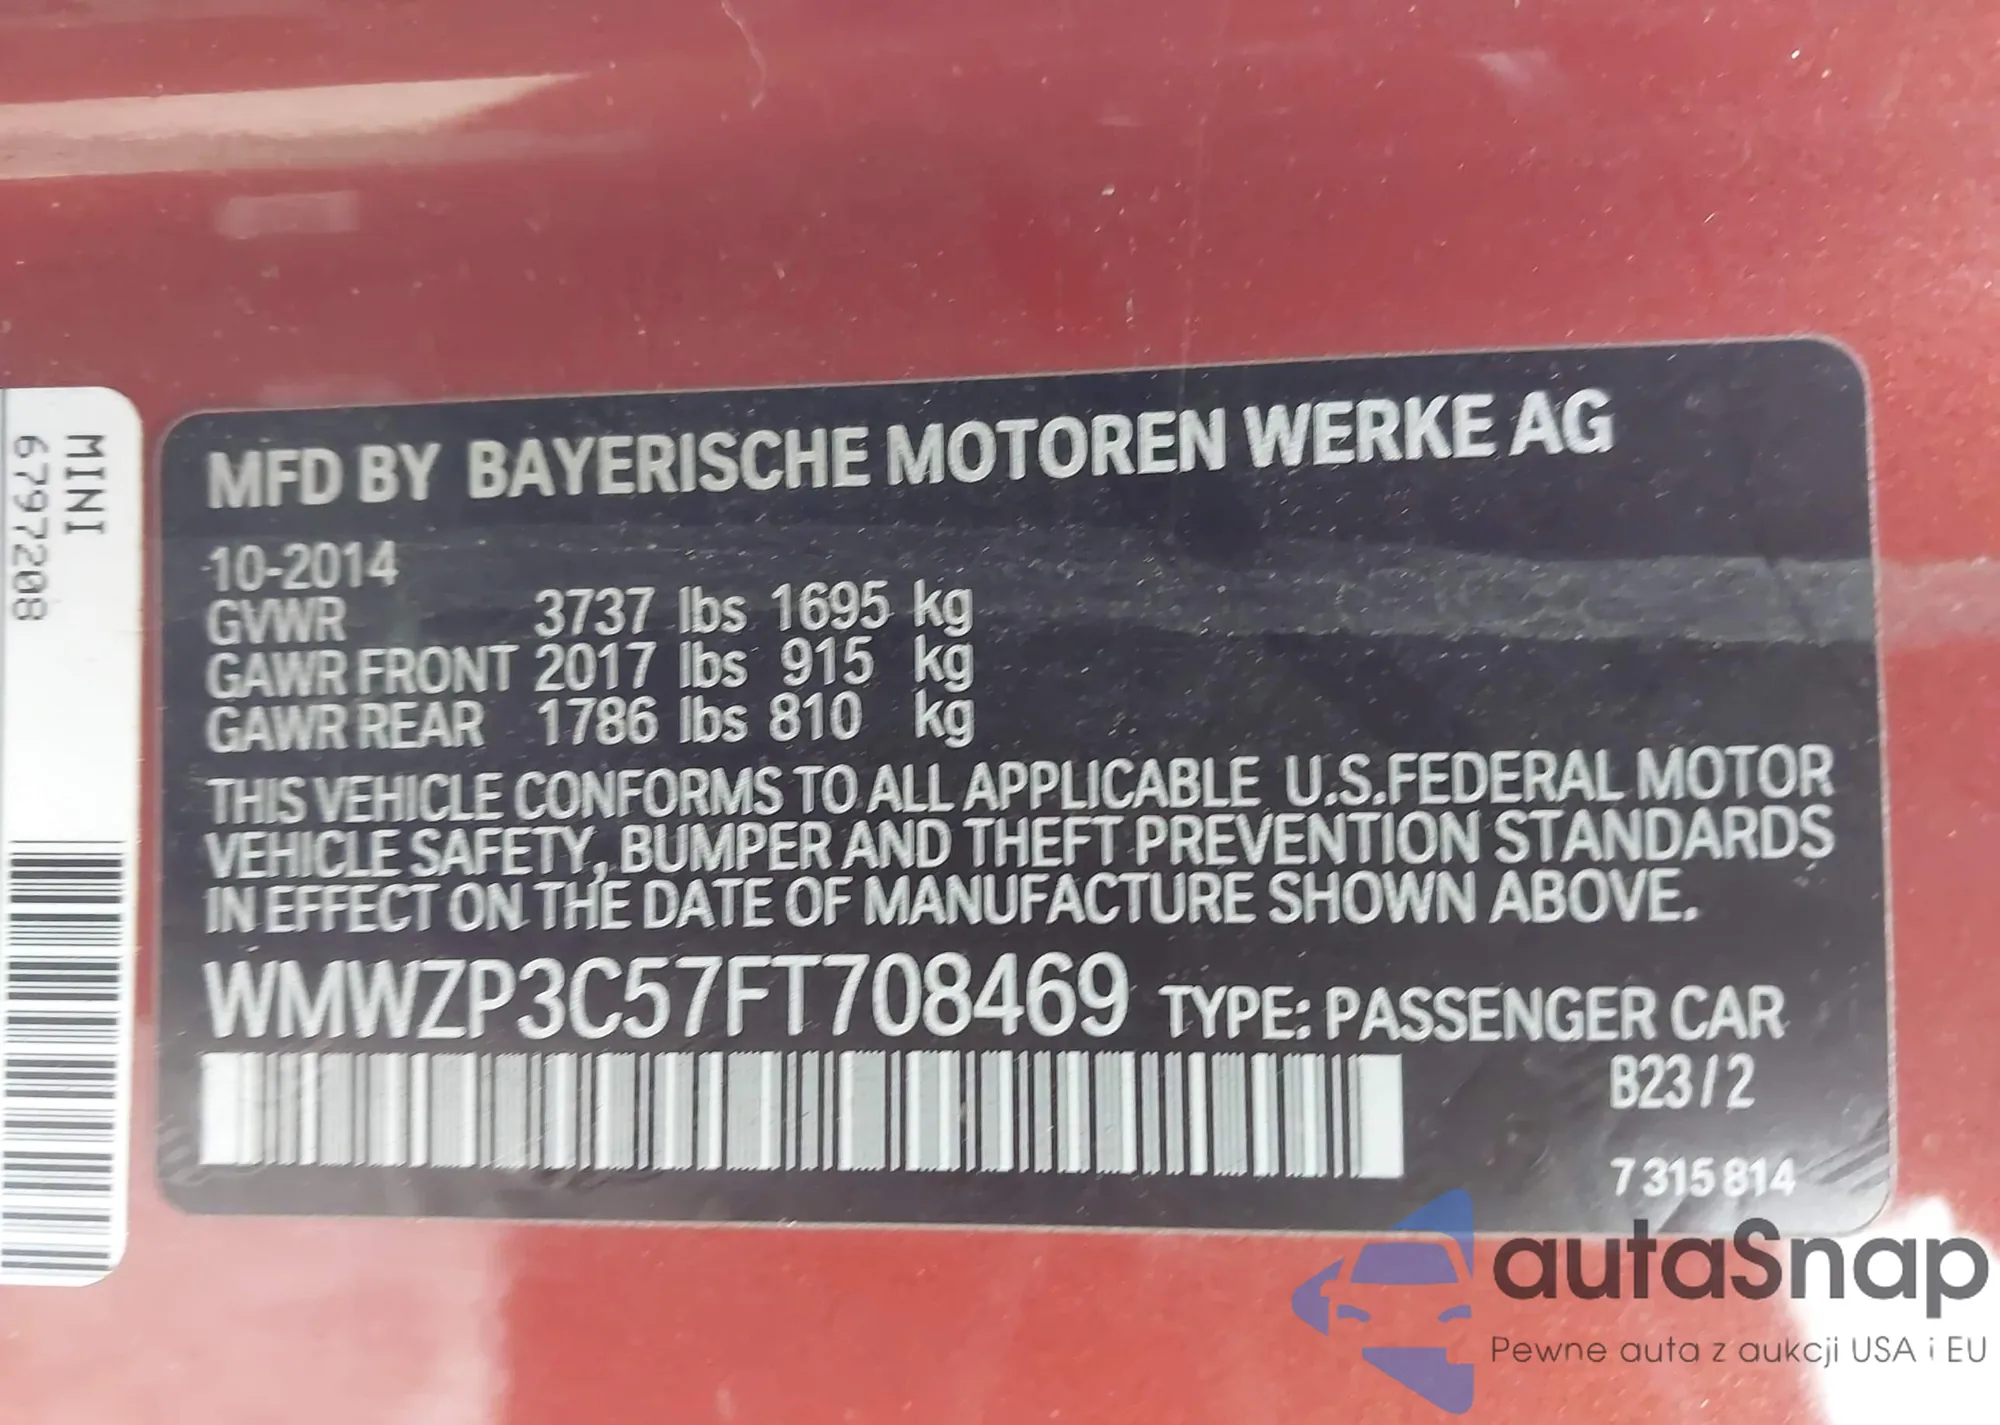 MINI
6797208
MFD BY BAYERISCHE MOTOREN WERKE AG
10-2014
GVWR 3737 lbs 1695 kg
GAWR FRONT 2017 lbs 915 kg
GAWR REAR 1786 lbs 810 kg
THIS VEHICLE CONFORMS TO ALL APPLICABLE U.S.FEDERAL MOTOR
VEHICLE SAFETY, BUMPER AND THEFT PREVENTION STANDARDS
IN EFFECT ON THE DATE OF MANUFACTURE SHOWN ABOVE.
WMWZP3C57FT708469 TYPE: PASSENGER CAR
B23/2
7315814
autaSnap
Pewne auta z aukcji USA i EU